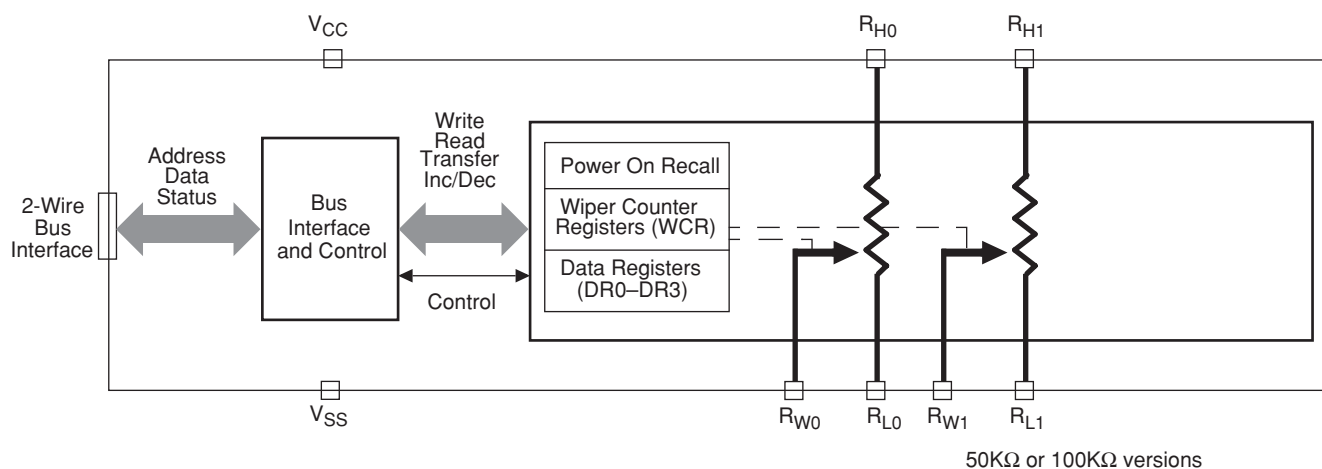 V_CC
R_H0
R_H1
Address
Data
Status
Write
Read
Transfer
Inc/Dec
2-Wire
Bus
Interface
Bus
Interface
and Control
Control
Power On Recall
Wiper Counter
Registers (WCR)
Data Registers
(DR0–DR3)
V_SS
R_W0
R_L0
R_W1
R_L1
50KΩ or 100KΩ versions